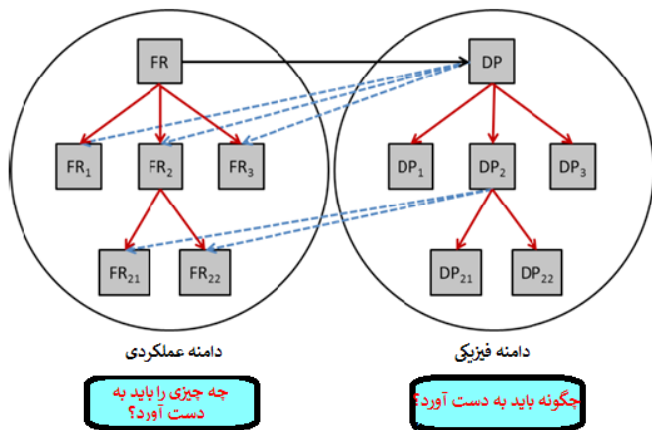 FR
DP
FR1
FR2
FR3
DP1
DP2
DP3
FR21
FR22
DP21
DP22
دامنه عملکردی
دامنه فیزیکی
چه چیزی را باید به
دست آورد؟
چگونه باید به دست آورد؟